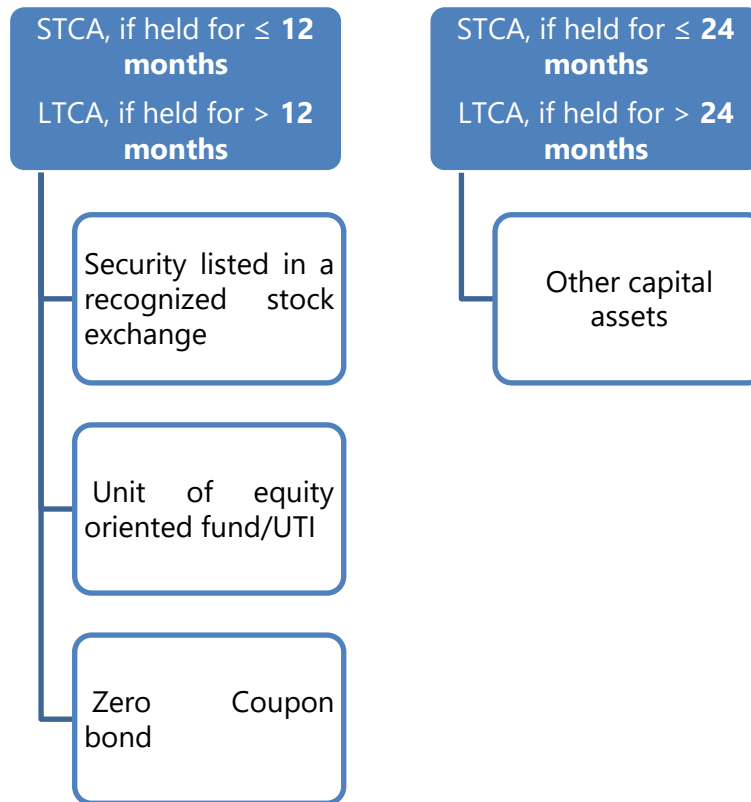 STCA, if held for ≤ 12
months
LTCA, if held for > 12
months
Security listed in a
recognized stock
exchange
Unit of equity
oriented fund/UTI
Zero Coupon
bond
STCA, if held for ≤ 24
months
LTCA, if held for > 24
months
Other capital
assets